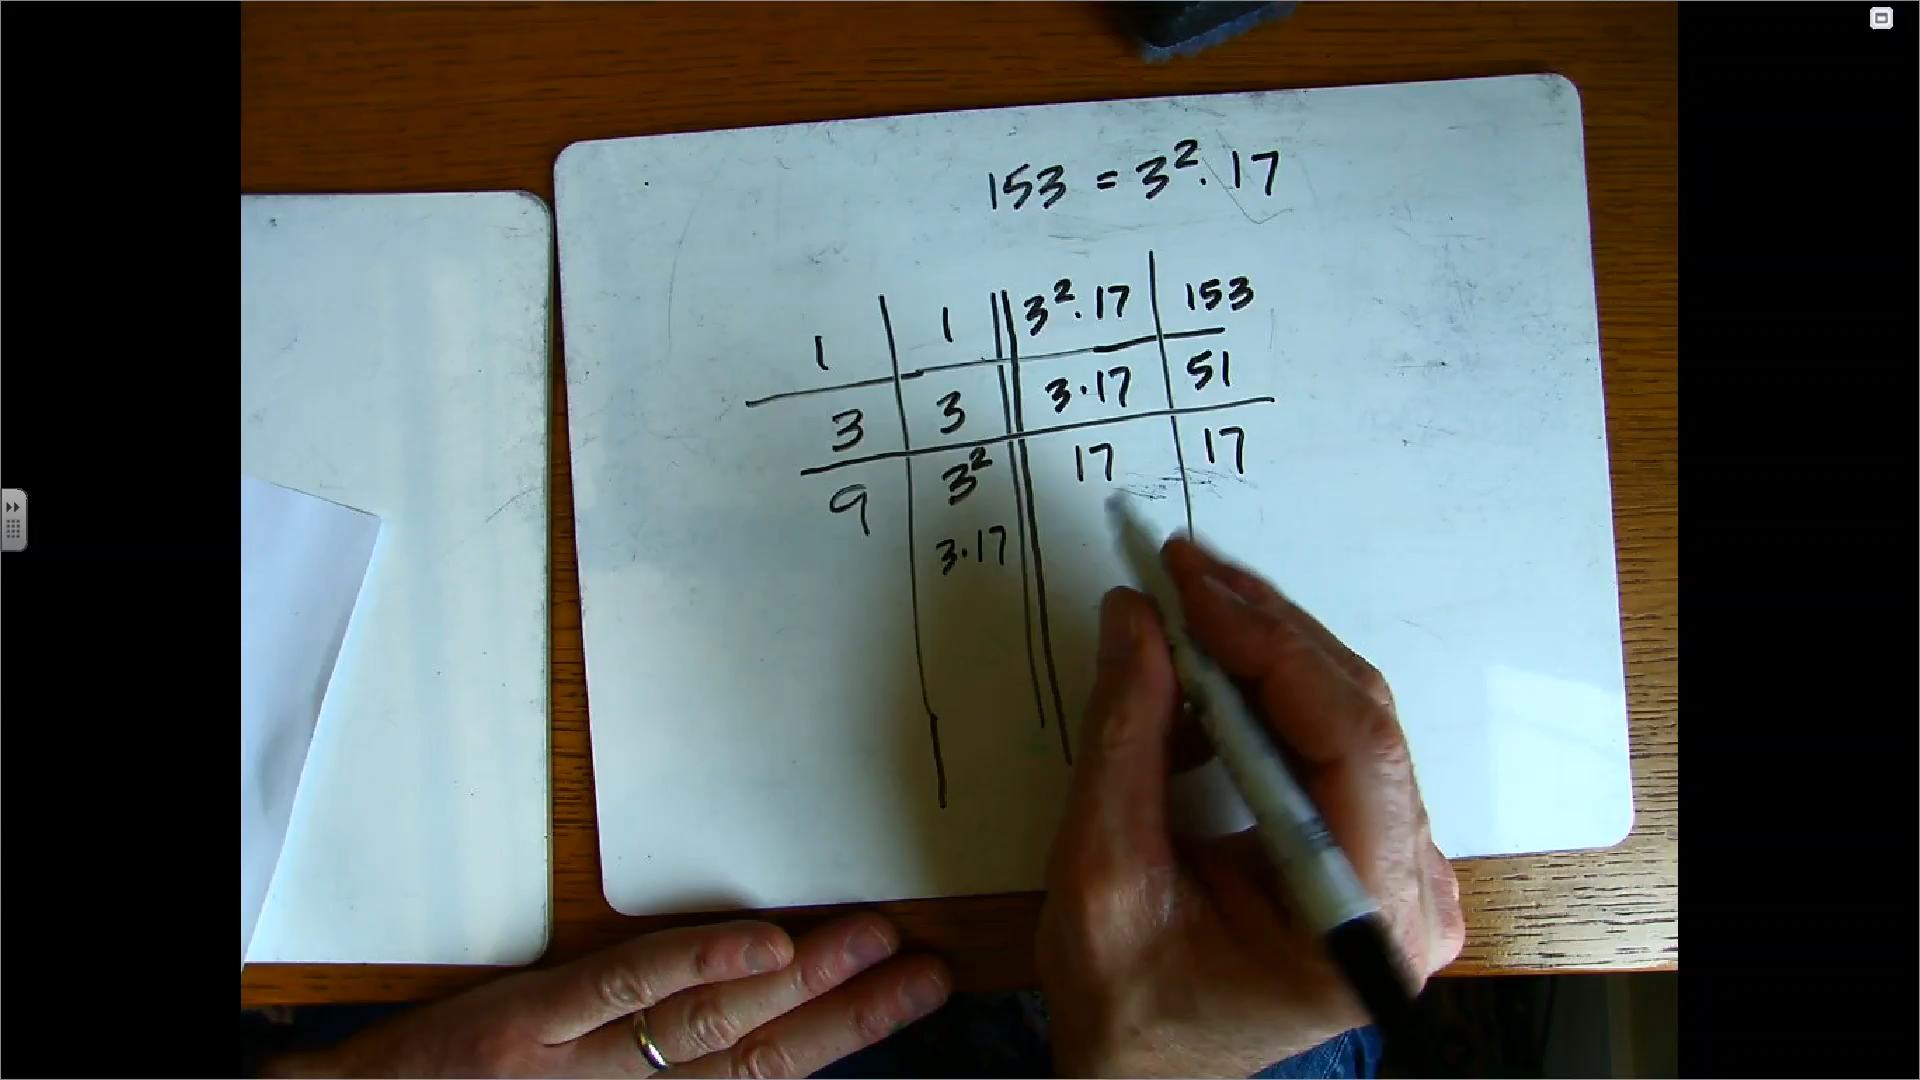 153 = 3². 17
1 1 3². 17 153
3 3 3·17 51
9 3² 17 17
3·17